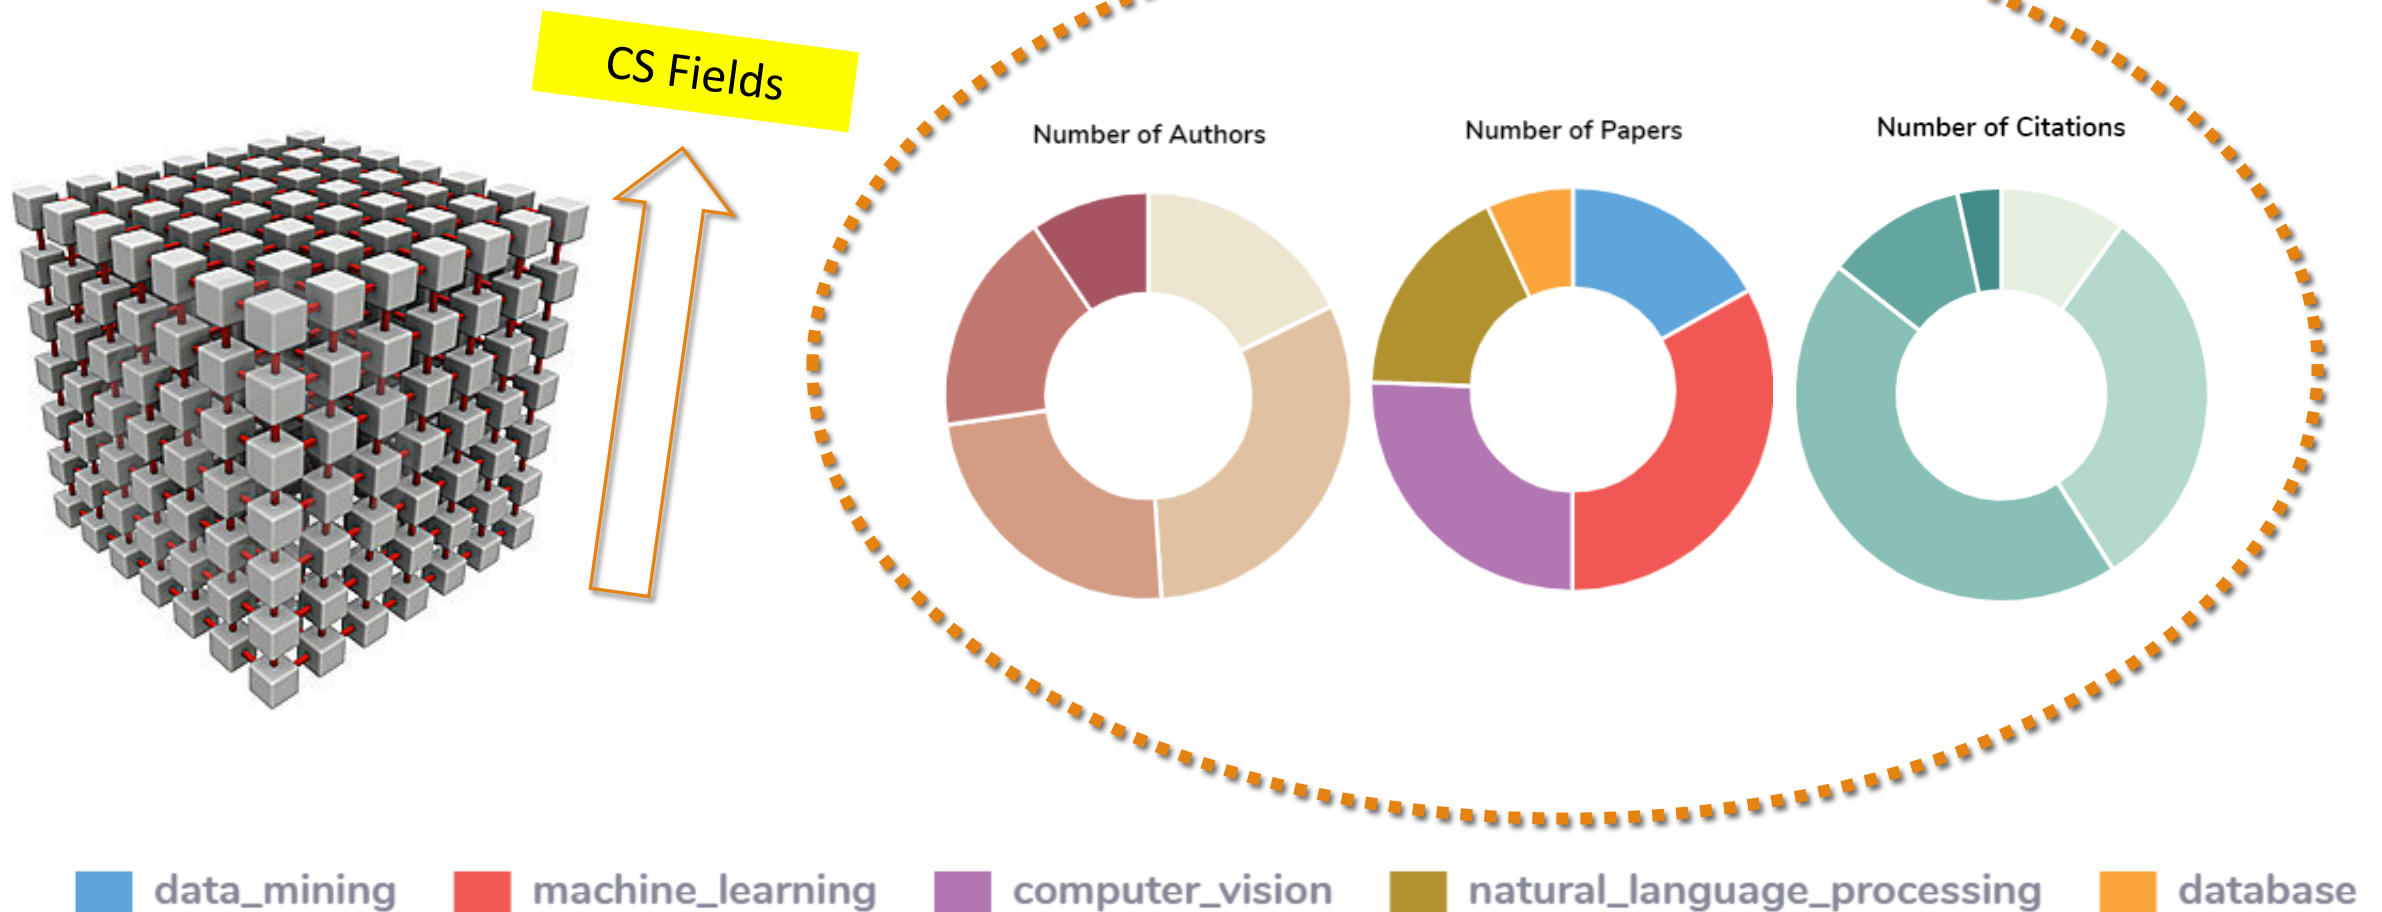 CS Fields
Number of Authors
Number of Papers
Number of Citations
data_mining
machine_learning
computer_vision
natural_language_processing
database